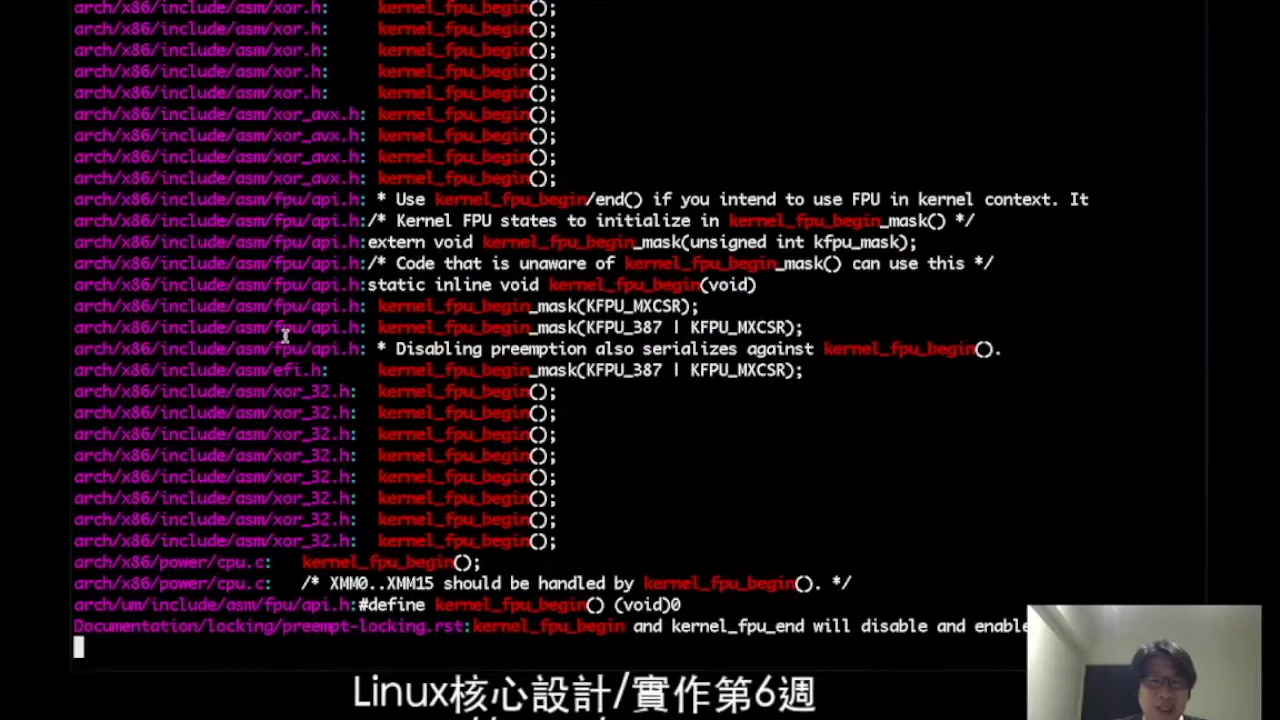 arch/x86/include/asm/xor.h: kernel_fpu_begin();
arch/x86/include/asm/xor.h: kernel_fpu_begin();
arch/x86/include/asm/xor.h: kernel_fpu_begin();
arch/x86/include/asm/xor.h: kernel_fpu_begin();
arch/x86/include/asm/xor.h: kernel_fpu_begin();
arch/x86/include/asm/xor_avx.h: kernel_fpu_begin();
arch/x86/include/asm/xor_avx.h: kernel_fpu_begin();
arch/x86/include/asm/xor_avx.h: kernel_fpu_begin();
arch/x86/include/asm/xor_avx.h: kernel_fpu_begin();
arch/x86/include/asm/fpu/api.h: * Use kernel_fpu_begin/end() if you intend to use FPU in kernel context. It
arch/x86/include/asm/fpu/api.h:/* Kernel FPU states to initialize in kernel_fpu_begin_mask() */
arch/x86/include/asm/fpu/api.h:extern void kernel_fpu_begin_mask(unsigned int kfpu_mask);
arch/x86/include/asm/fpu/api.h:/* Code that is unaware of kernel_fpu_begin_mask() can use this */
arch/x86/include/asm/fpu/api.h:static inline void kernel_fpu_begin(void)
arch/x86/include/asm/fpu/api.h: kernel_fpu_begin_mask(KFPU_MXCSR);
arch/x86/include/asm/fpu/api.h: kernel_fpu_begin_mask(KFPU_387 | KFPU_MXCSR);
arch/x86/include/asm/fpu/api.h: * Disabling preemption also serializes against kernel_fpu_begin().
arch/x86/include/asm/efi.h: kernel_fpu_begin_mask(KFPU_387 | KFPU_MXCSR);
arch/x86/include/asm/xor_32.h: kernel_fpu_begin();
arch/x86/include/asm/xor_32.h: kernel_fpu_begin();
arch/x86/include/asm/xor_32.h: kernel_fpu_begin();
arch/x86/include/asm/xor_32.h: kernel_fpu_begin();
arch/x86/include/asm/xor_32.h: kernel_fpu_begin();
arch/x86/include/asm/xor_32.h: kernel_fpu_begin();
arch/x86/include/asm/xor_32.h: kernel_fpu_begin();
arch/x86/include/asm/xor_32.h: kernel_fpu_begin();
arch/x86/power/cpu.c: kernel_fpu_begin();
arch/x86/power/cpu.c: /* XMM0..XMM15 should be handled by kernel_fpu_begin(). */
arch/um/include/asm/fpu/api.h:#define kernel_fpu_begin() (void)0
Documentation/locking/preempt-locking.rst:kernel_fpu_begin and kernel_fpu_end will disable and enable
Linux核心設計/實作第6週